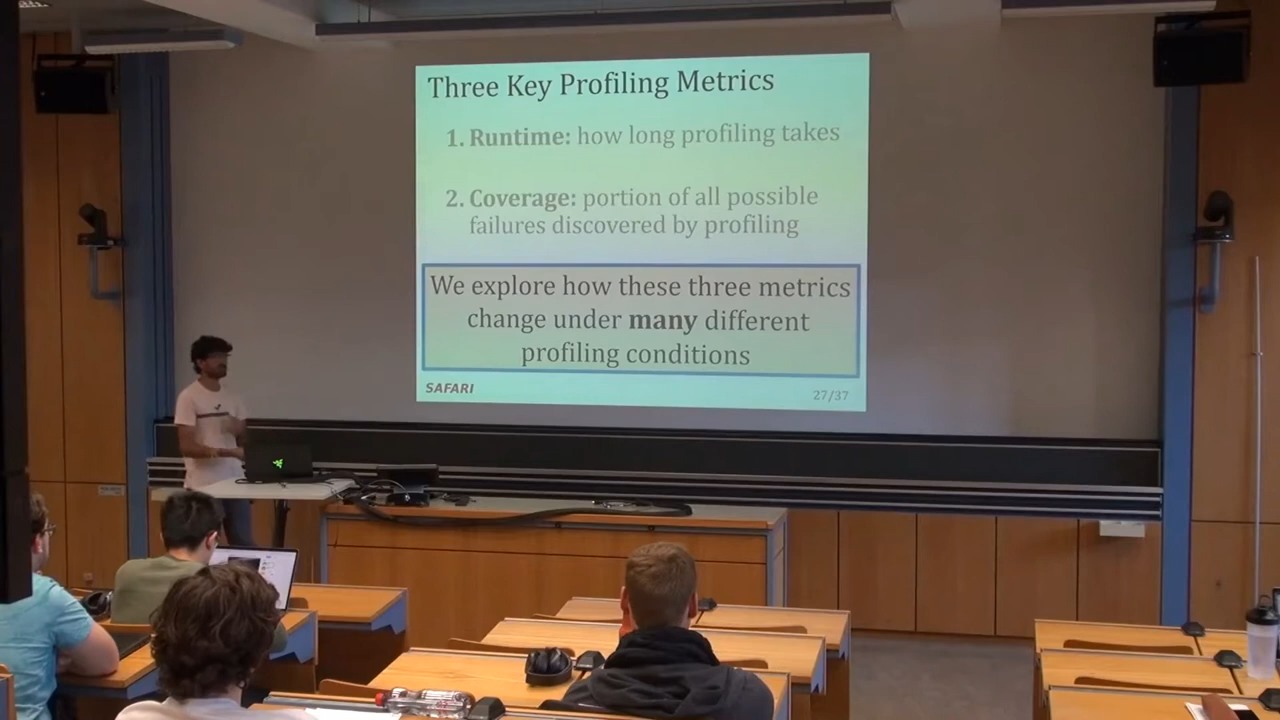 Three Key Profiling Metrics
1. Runtime: how long profiling takes
2. Coverage: portion of all possible
failures discovered by profiling
We explore how these three metrics
change under many different
profiling conditions
SAFARI
27/37